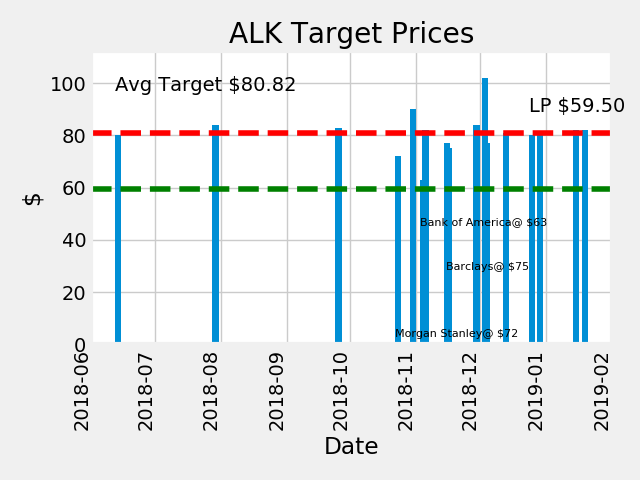 ALK Target Prices
Avg Target $80.82
LP $59.50
100
80
60
40
20
0
$
Bank of America@ $63
Barclays@ $75
Morgan Stanley@ $72
2018-06
2018-07
2018-08
2018-09
2018-10
2018-11
2018-12
2019-01
2019-02
Date